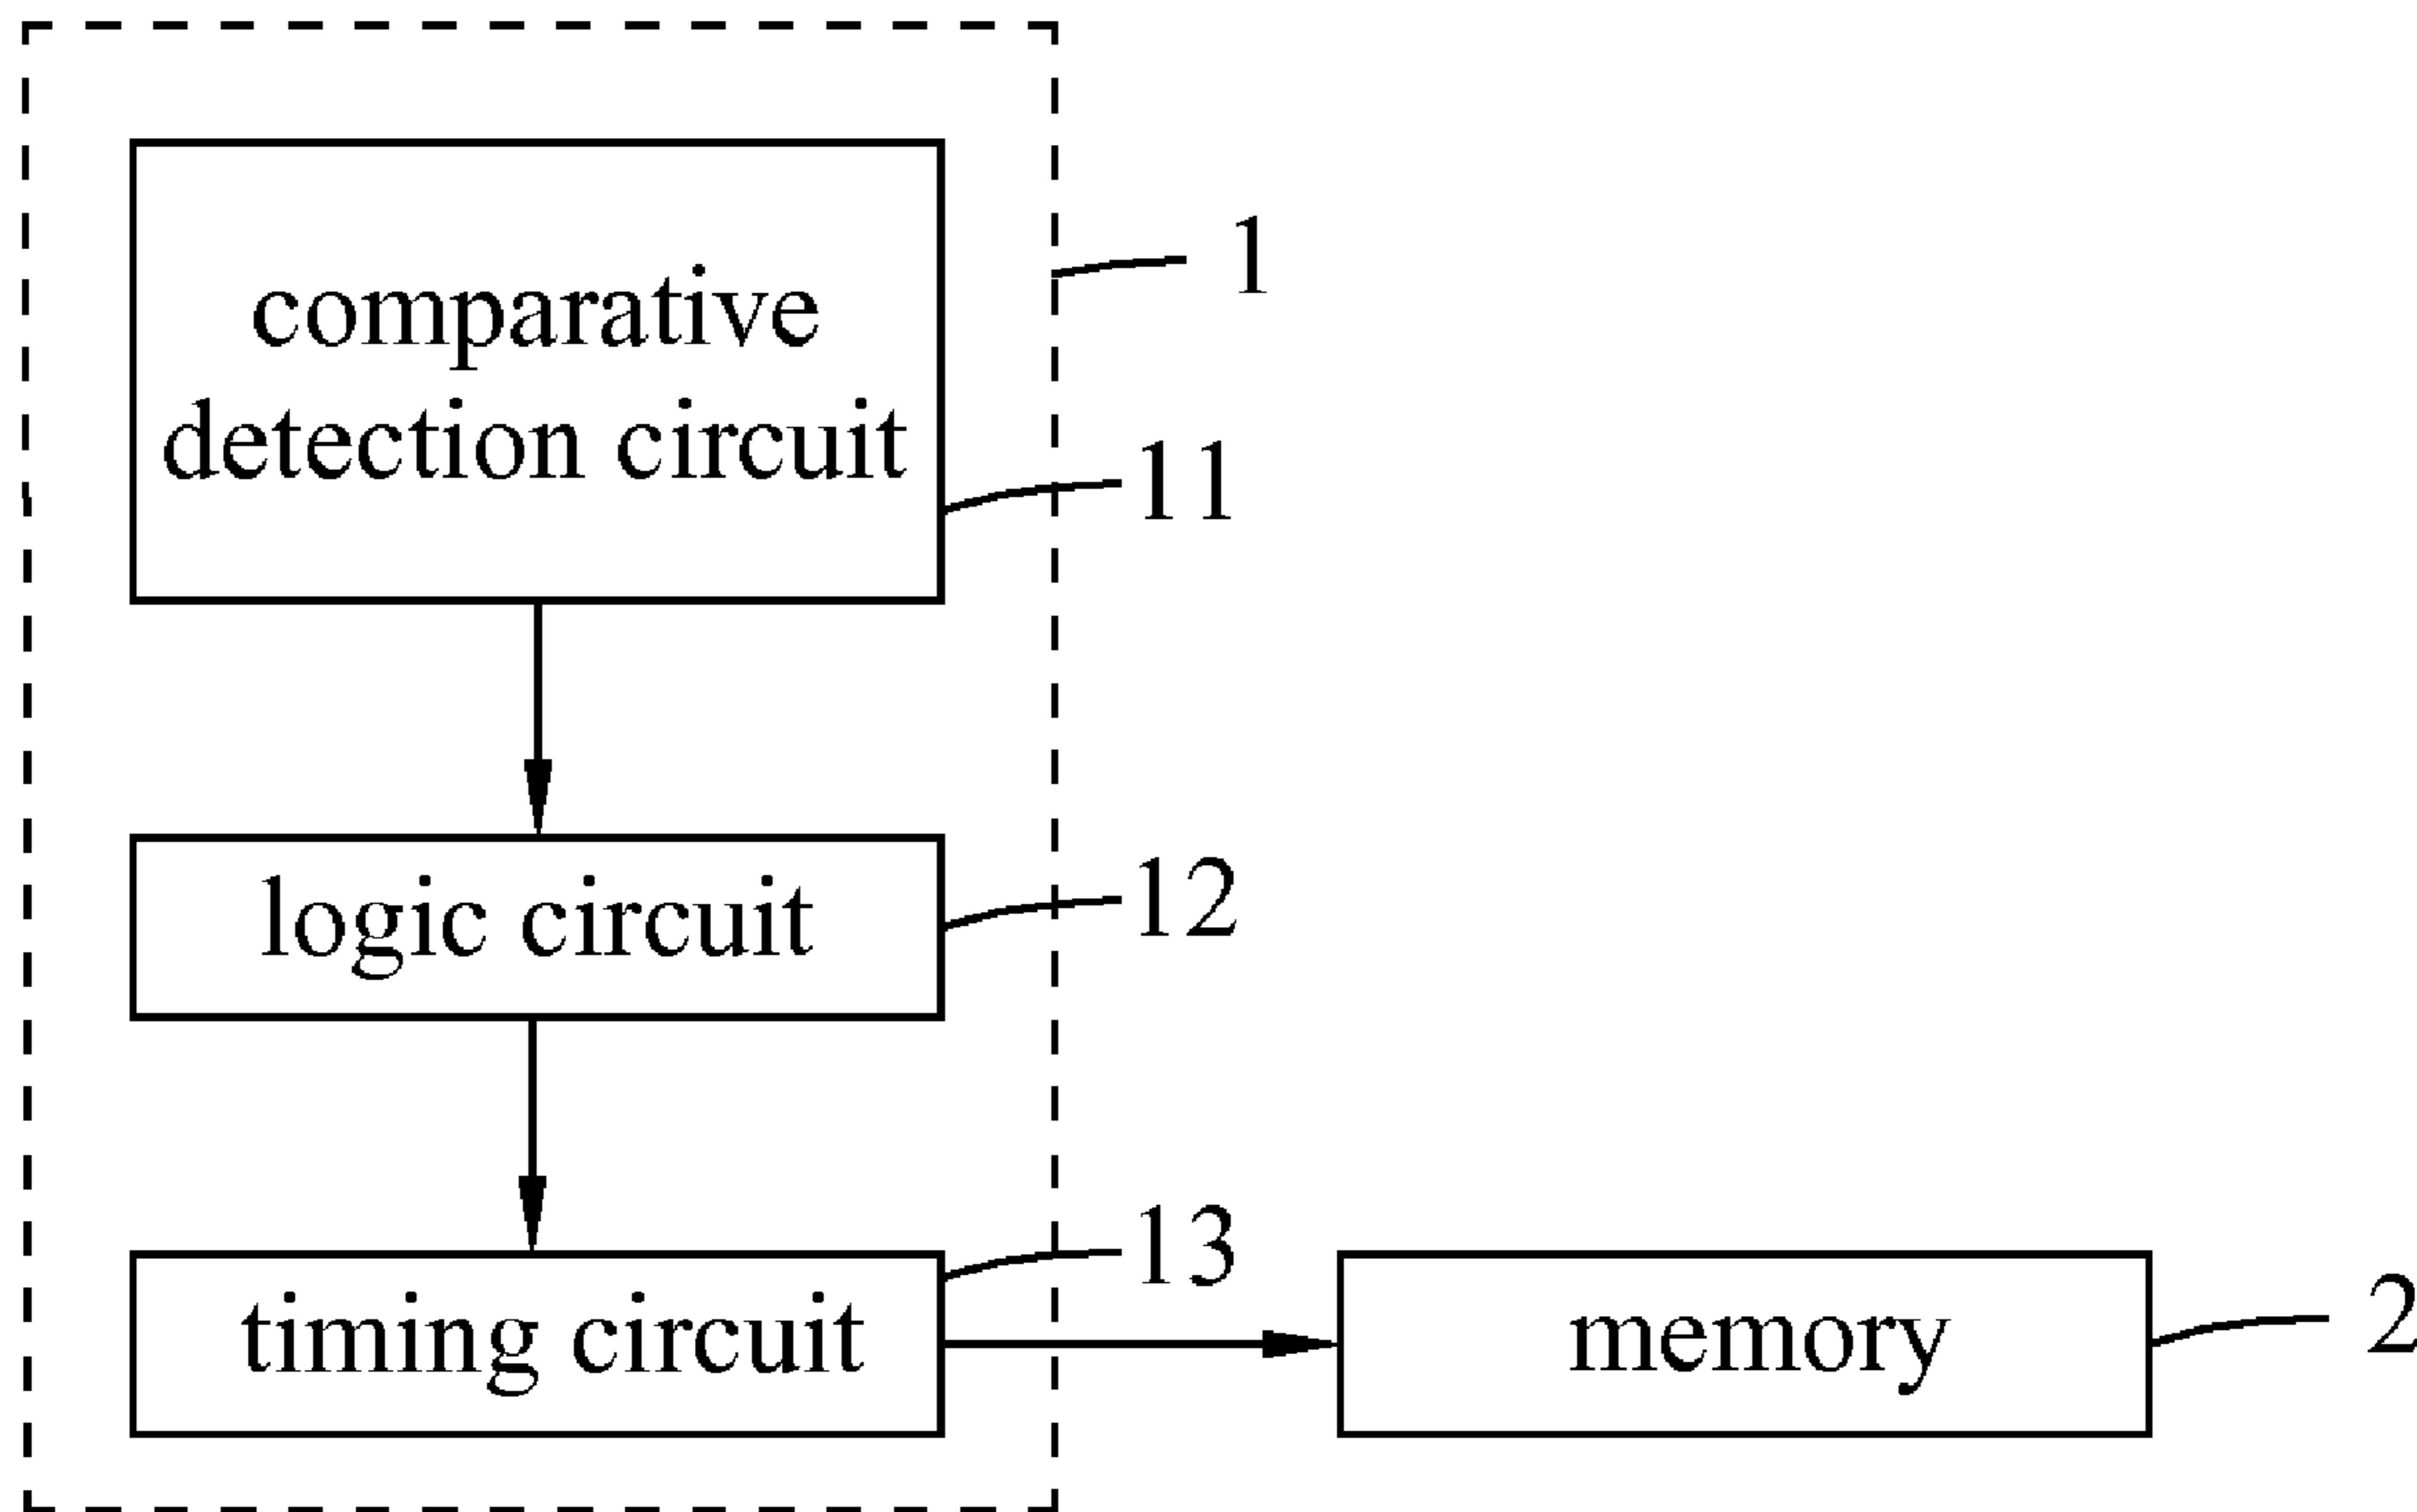 1
comparative
detection circuit
11
logic circuit
12
13
timing circuit
memory
2